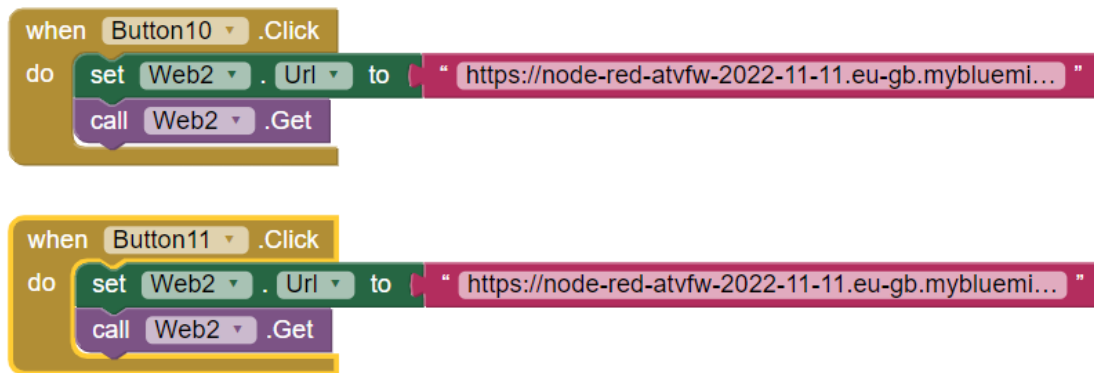 when Button10 .Click
do set Web2 . Url to " https://node-red-atvfw-2022-11-11.eu-gb.mybluemi... "
call Web2 .Get
when Button11 .Click
do set Web2 . Url to " https://node-red-atvfw-2022-11-11.eu-gb.mybluemi... "
call Web2 .Get